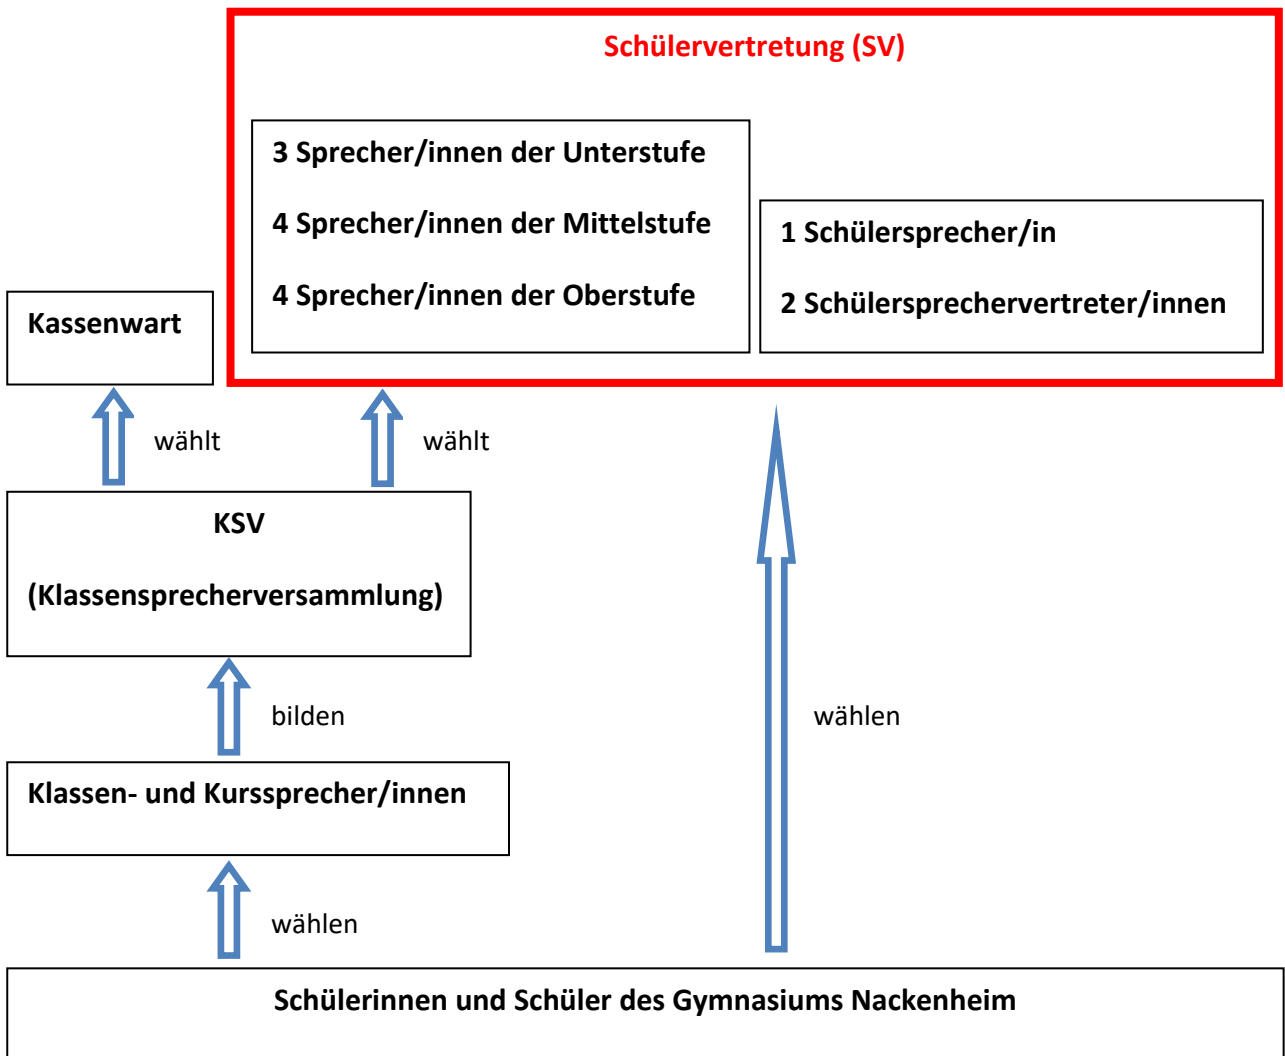 Schülervertretung (SV)
3 Sprecher/innen der Unterstufe
4 Sprecher/innen der Mittelstufe
4 Sprecher/innen der Oberstufe
1 Schülersprecher/in
2 Schülersprechervertreter/innen
Kassenwart
wählt
wählt
KSV
(Klassensprecherversammlung)
bilden
wählen
Klassen- und Kurssprecher/innen
wählen
Schülerinnen und Schüler des Gymnasiums Nackenheim